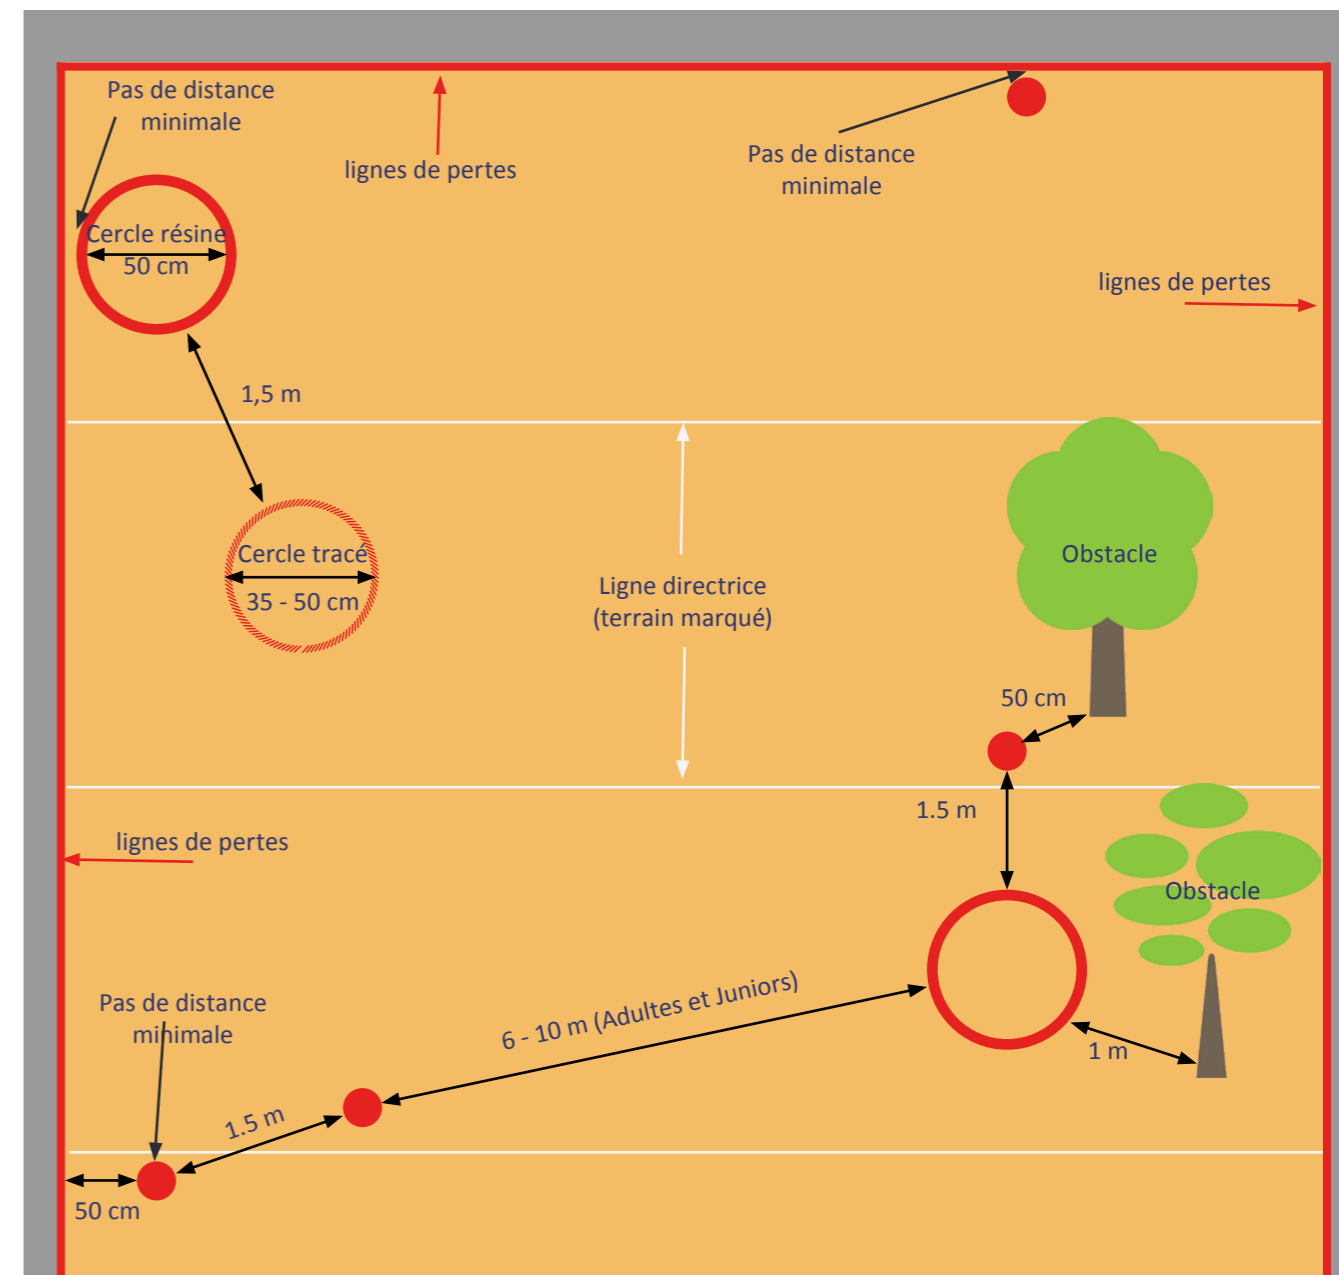 Pas de distance
minimale
lignes de pertes
Pas de distance
minimale
Cercle résine
50 cm
lignes de pertes
1,5 m
Cercle tracé
35 - 50 cm
Ligne directrice
(terrain marqué)
Obstacle
50 cm
1.5 m
lignes de pertes
Obstacle
Pas de distance
minimale
6 - 10 m (Adultes et Juniors)
1 m
1.5 m
50 cm